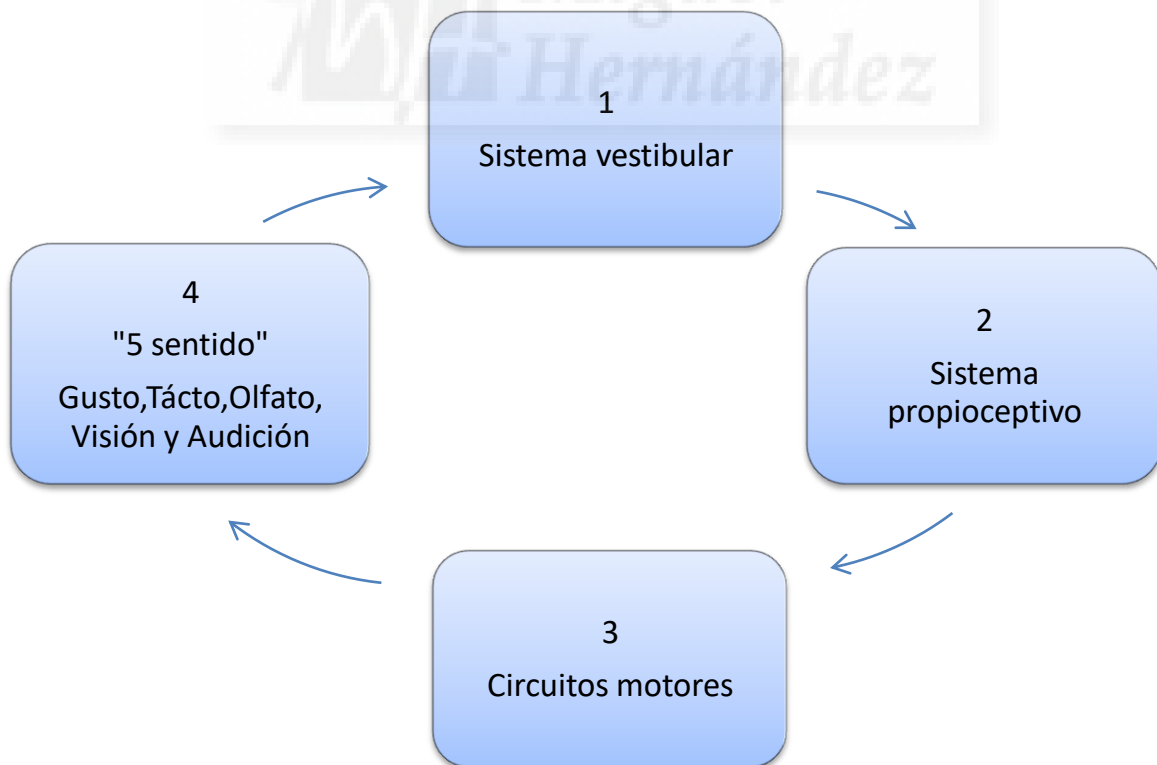 Hernández
1
Sistema vestibular
2
Sistema
propioceptivo
3
Circuitos motores
4
"5 sentido"
Gusto,Tácto,Olfato,
Visión y Audición